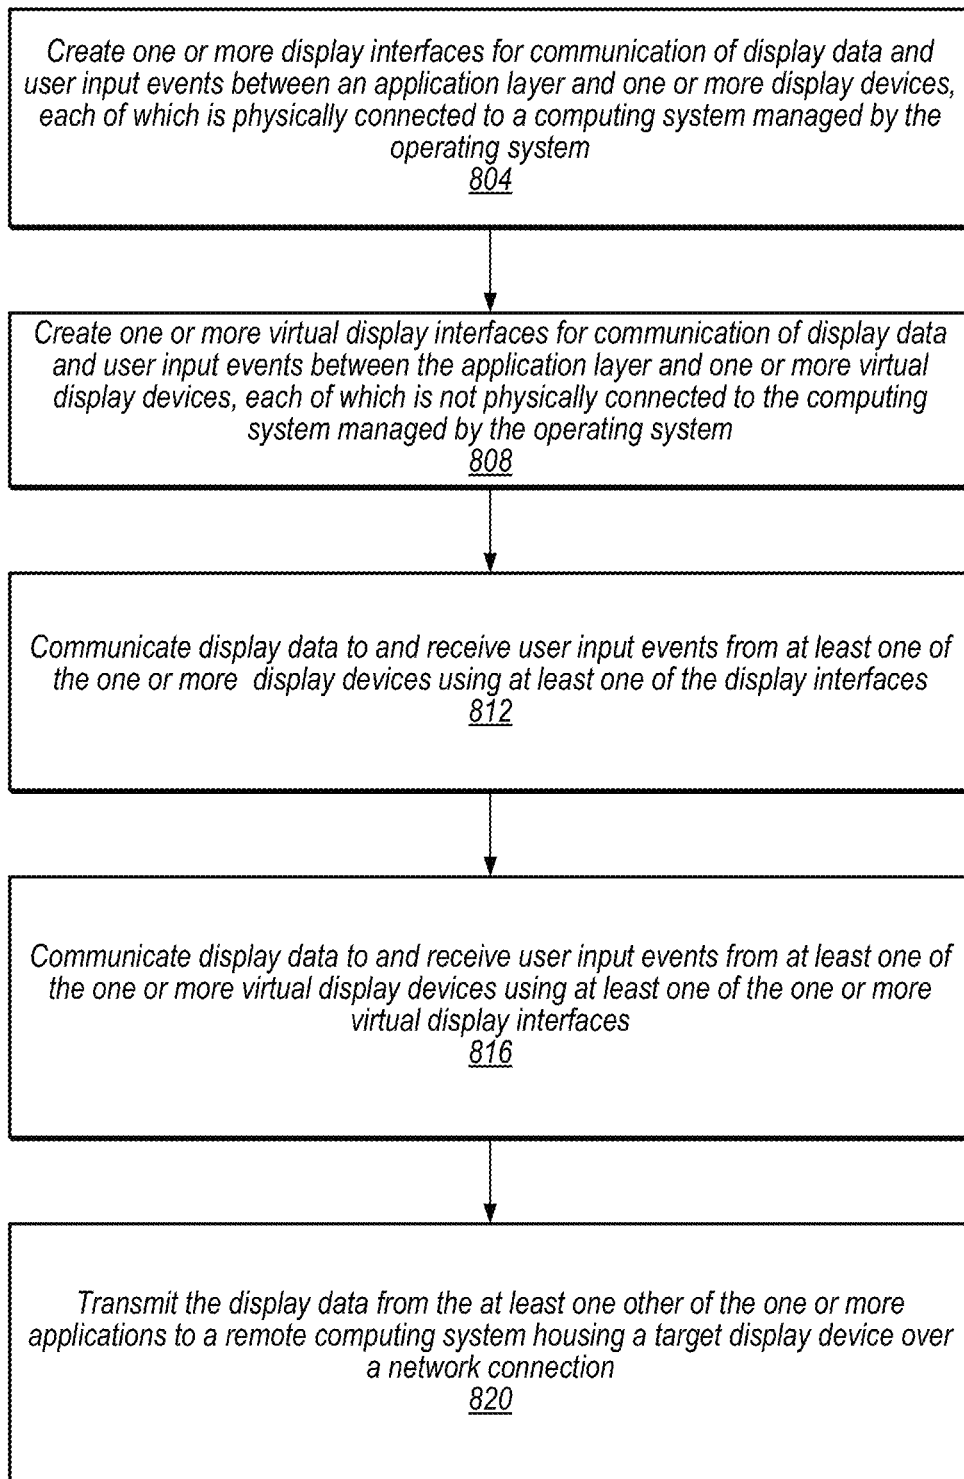 Create one or more display interfaces for communication of display data and
user input events between an application layer and one or more display devices,
each of which is physically connected to a computing system managed by the
operating system
804
Create one or more virtual display interfaces for communication of display data
and user input events between the application layer and one or more virtual
display devices, each of which is not physically connected to the computing
system managed by the operating system
808
Communicate display data to and receive user input events from at least one of
the one or more display devices using at least one of the display interfaces
812
Communicate display data to and receive user input events from at least one of
the one or more virtual display devices using at least one of the one or more
virtual display interfaces
816
Transmit the display data from the at least one other of the one or more
applications to a remote computing system housing a target display device over
a network connection
820